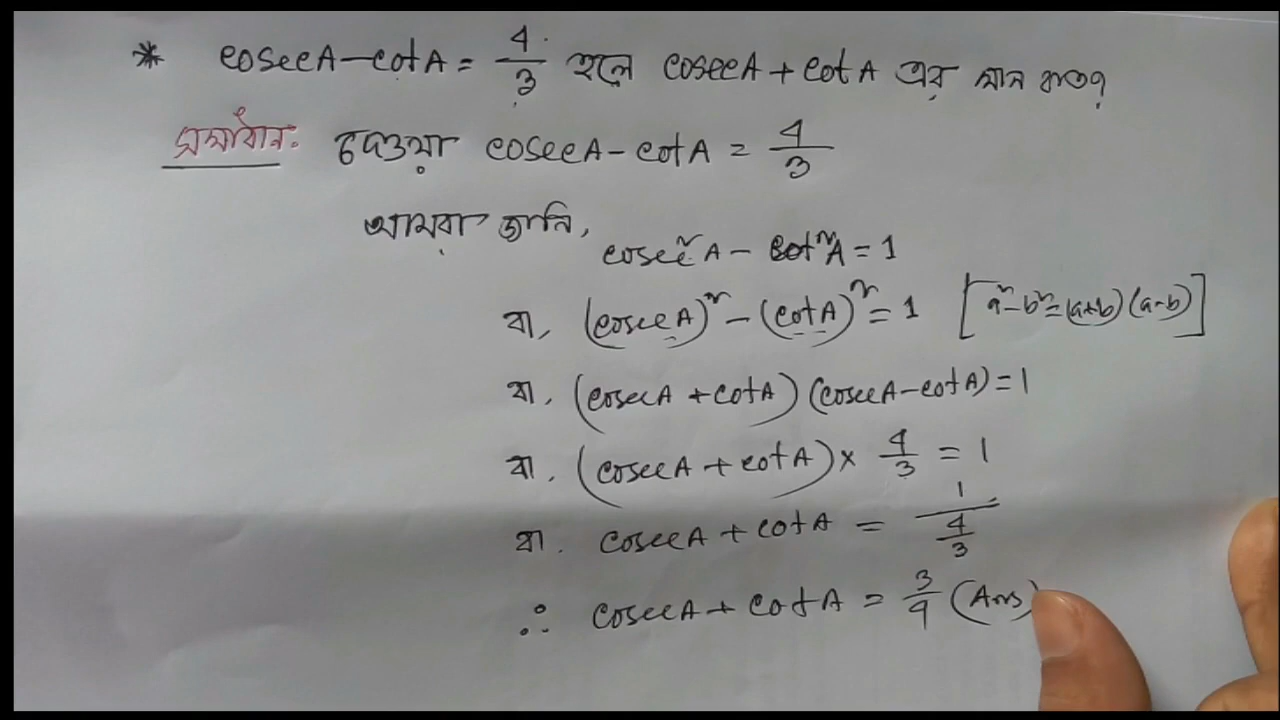 * cosecA - cotA = 4/3 হলে cosecA + cotA এর মান কত?
সমাধান: দেওয়া cosecA - cotA = 4/3
আমরা জানি,
cosec²A - cot²A = 1
বা, (cosecA)² - (cotA)² = 1 [a² - b² = (a+b)(a-b)]
বা, (cosecA + cotA)(cosecA - cotA) = 1
বা, (cosecA + cotA) × 4/3 = 1
বা, cosecA + cotA = 1/(4/3)
∴ cosecA + cotA = 3/4 (Ans)